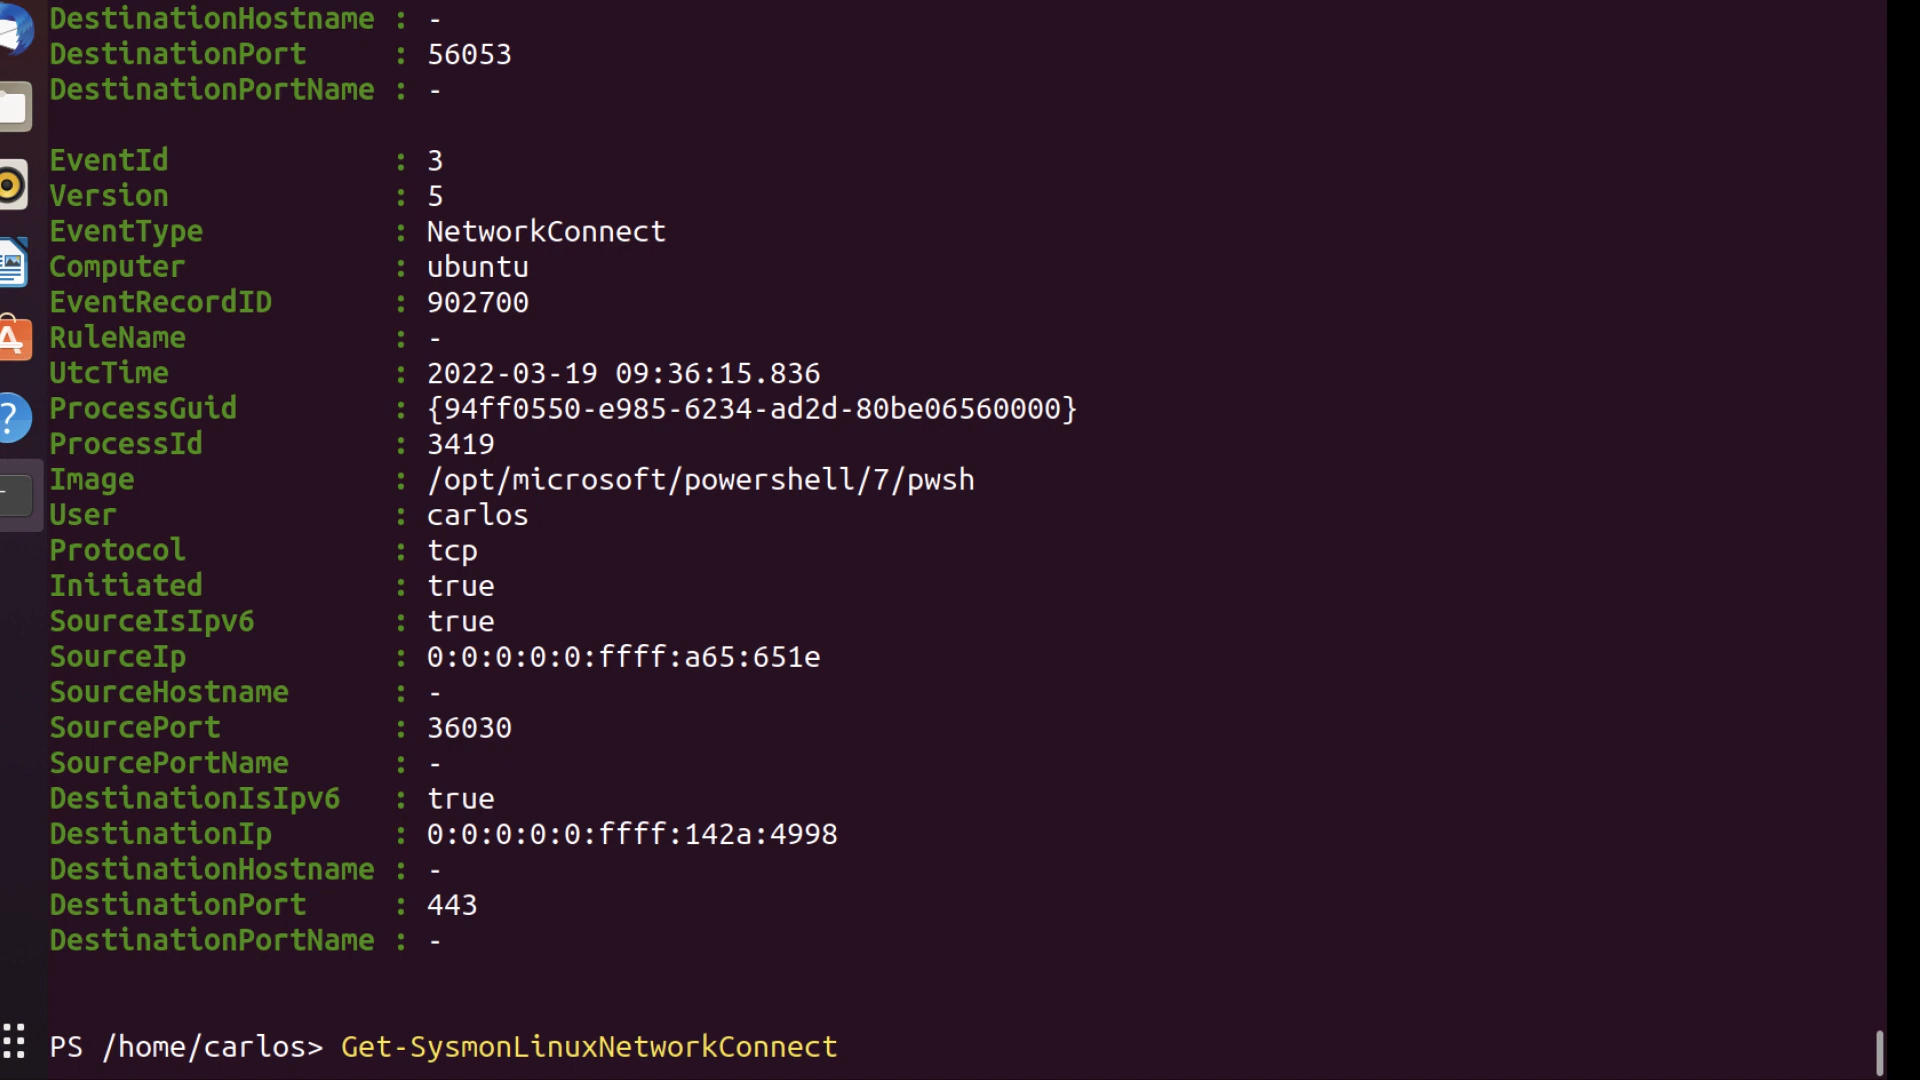 DestinationHostname : -
DestinationPort : 56053
DestinationPortName : -
EventId : 3
Version : 5
EventType : NetworkConnect
Computer : ubuntu
EventRecordID : 902700
RuleName : -
UtcTime : 2022-03-19 09:36:15.836
ProcessGuid : {94ff0550-e985-6234-ad2d-80be06560000}
ProcessId : 3419
Image : /opt/microsoft/powershell/7/pwsh
User : carlos
Protocol : tcp
Initiated : true
SourceIsIpv6 : true
SourceIp : 0:0:0:0:0:ffff:a65:651e
SourceHostname : -
SourcePort : 36030
SourcePortName : -
DestinationIsIpv6 : true
DestinationIp : 0:0:0:0:0:ffff:142a:4998
DestinationHostname : -
DestinationPort : 443
DestinationPortName : -
PS /home/carlos> Get-SysmonLinuxNetworkConnect